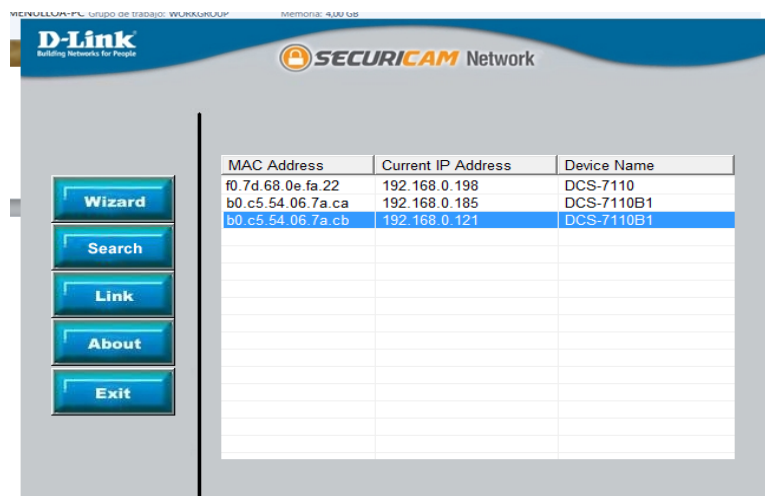 MENULLOA-PC Grupo de trabajo: WORKGROUP Memoria: 4,00 GB
D-Link
Building Networks for People
SECURICAM Network
MAC Address Current IP Address Device Name
f0.7d.68.0e.fa.22 192.168.0.198 DCS-7110
b0.c5.54.06.7a.ca 192.168.0.185 DCS-7110B1
b0.c5.54.06.7a.cb 192.168.0.121 DCS-7110B1
Wizard
Search
Link
About
Exit